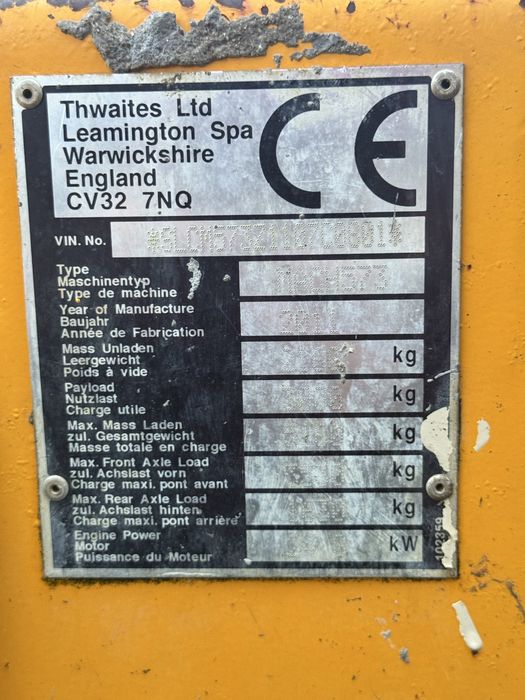 Thwaites Ltd
Leamington Spa
Warwickshire
England
CV32 7NQ
CE
VIN. No.
Type
Maschinentyp
Type de machine
Year of Manufacture
Baujahr
Année de Fabrication
2011
Mass Unladen
Leergewicht
Poids à vide
kg
Payload
Nutzlast
Charge utile
kg
Max. Mass Laden
zul. Gesamtgewicht
Masse totale en charge
kg
Max. Front Axle Load
zul. Achslast vorn
Charge maxi. pont avant
kg
Max. Rear Axle Load
zul. Achslast hinten
Charge maxi. pont arrière
kg
Engine Power
Motor
Puissance du Moteur
kW
102359